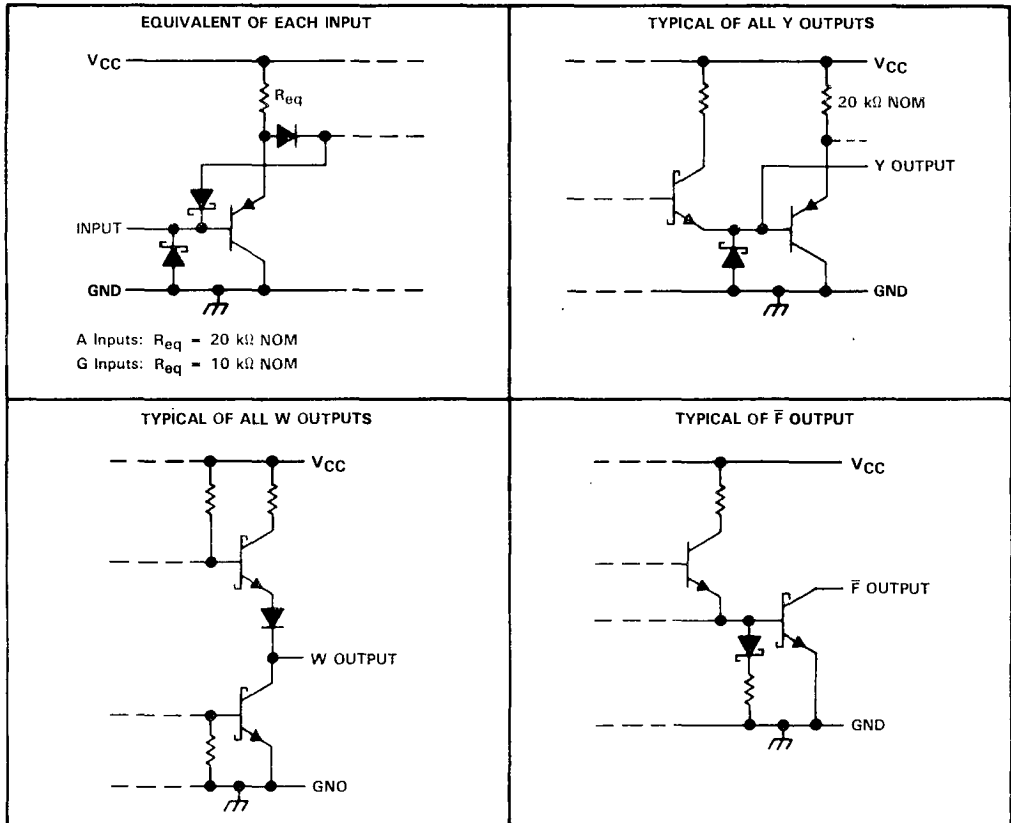 EQUIVALENT OF EACH INPUT
VCC
Req
INPUT
GND
A Inputs: Req = 20 kΩ NOM
G Inputs: Req = 10 kΩ NOM
TYPICAL OF ALL Y OUTPUTS
VCC
20 kΩ NOM
Y OUTPUT
GND
TYPICAL OF ALL W OUTPUTS
VCC
W OUTPUT
GNO
TYPICAL OF F̅ OUTPUT
VCC
F̅ OUTPUT
GND